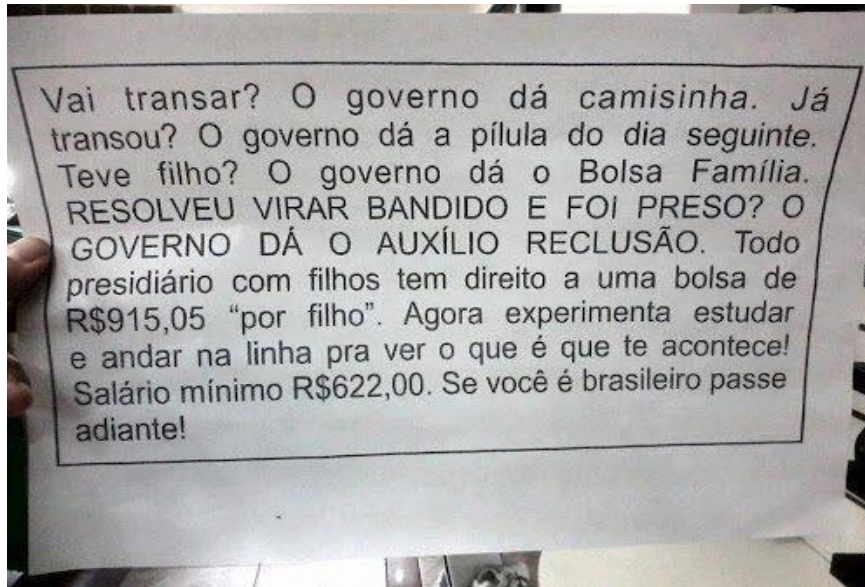 Vai transar? O governo dá camisinha. Já
transou? O governo dá a pílula do dia seguinte.
Teve filho? O governo dá o Bolsa Família.
RESOLVEU VIRAR BANDIDO E FOI PRESO? O
GOVERNO DÁ O AUXÍLIO RECLUSÃO. Todo
presidiário com filhos tem direito a uma bolsa de
R$915,05 “por filho”. Agora experimenta estudar
e andar na linha pra ver o que é que te acontece!
Salário mínimo R$622,00. Se você é brasileiro passe
adiante!